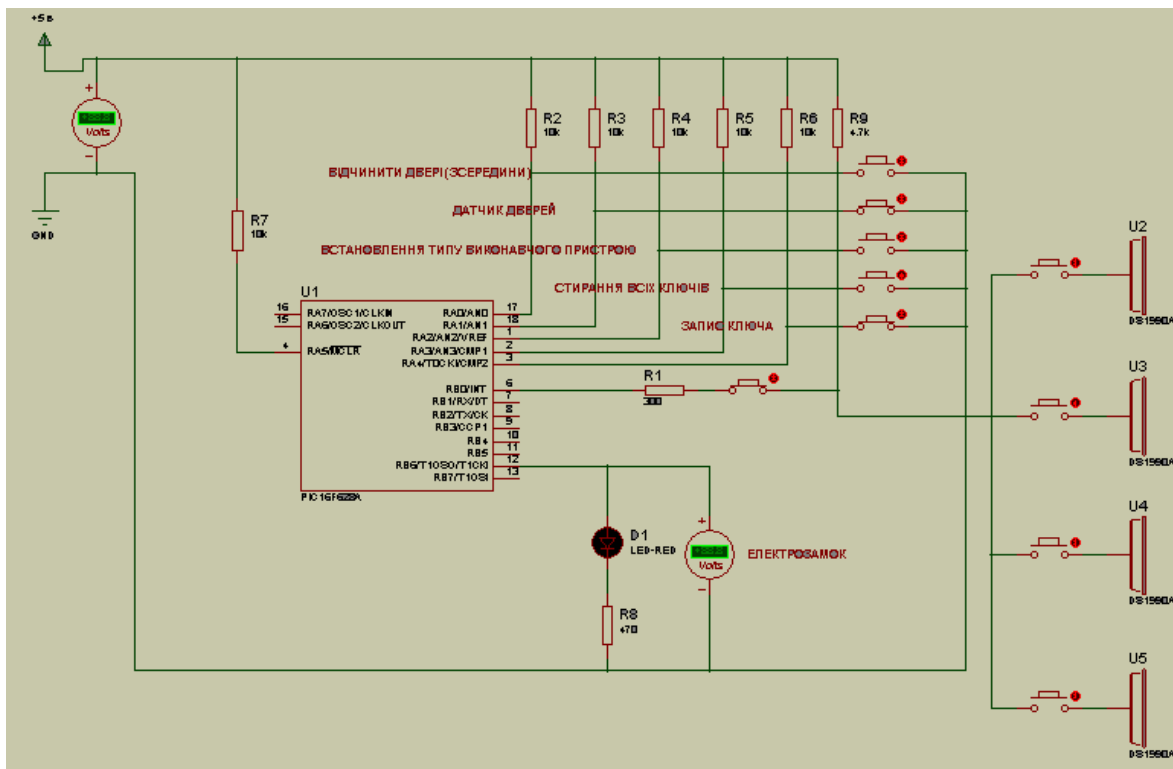 +5в
+
Volts
-
GND
R7
10k
R2
10k
R3
10k
R4
10k
R5
10k
R6
10k
R9
4.7k
ВІДЧИНИТИ ДВЕРІ(ЗСЕРЕДИНИ)
ДАТЧИК ДВЕРЕЙ
ВСТАНОВЛЕННЯ ТИПУ ВИКОНАВЧОГО ПРИСТРОЮ
СТИРАННЯ ВСІХ КЛЮЧІВ
ЗАПИС КЛЮЧА
U1
16
RA7/OSC1/CLKIN
15
RA6/OSC2/CLKOUT
4
RA5/MCLR
RA0/AN0
17
RA1/AN1
18
RA2/AN2/VREF
1
RA3/AN3/CMP1
2
RA4/T0CKI/CMP2
3
RB0/INT
6
RB1/RX/DT
7
RB2/TX/CK
8
RB3/CCP1
9
RB4
10
RB5
11
RB6/T1OSO/T1CKI
12
RB7/T1OSI
13
PIC16F628A
R1
300
D1
LED-RED
R8
470
+
Volts
-
ЕЛЕКТРОЗАМОК
U2
DS1990A
U3
DS1990A
U4
DS1990A
U5
DS1990A